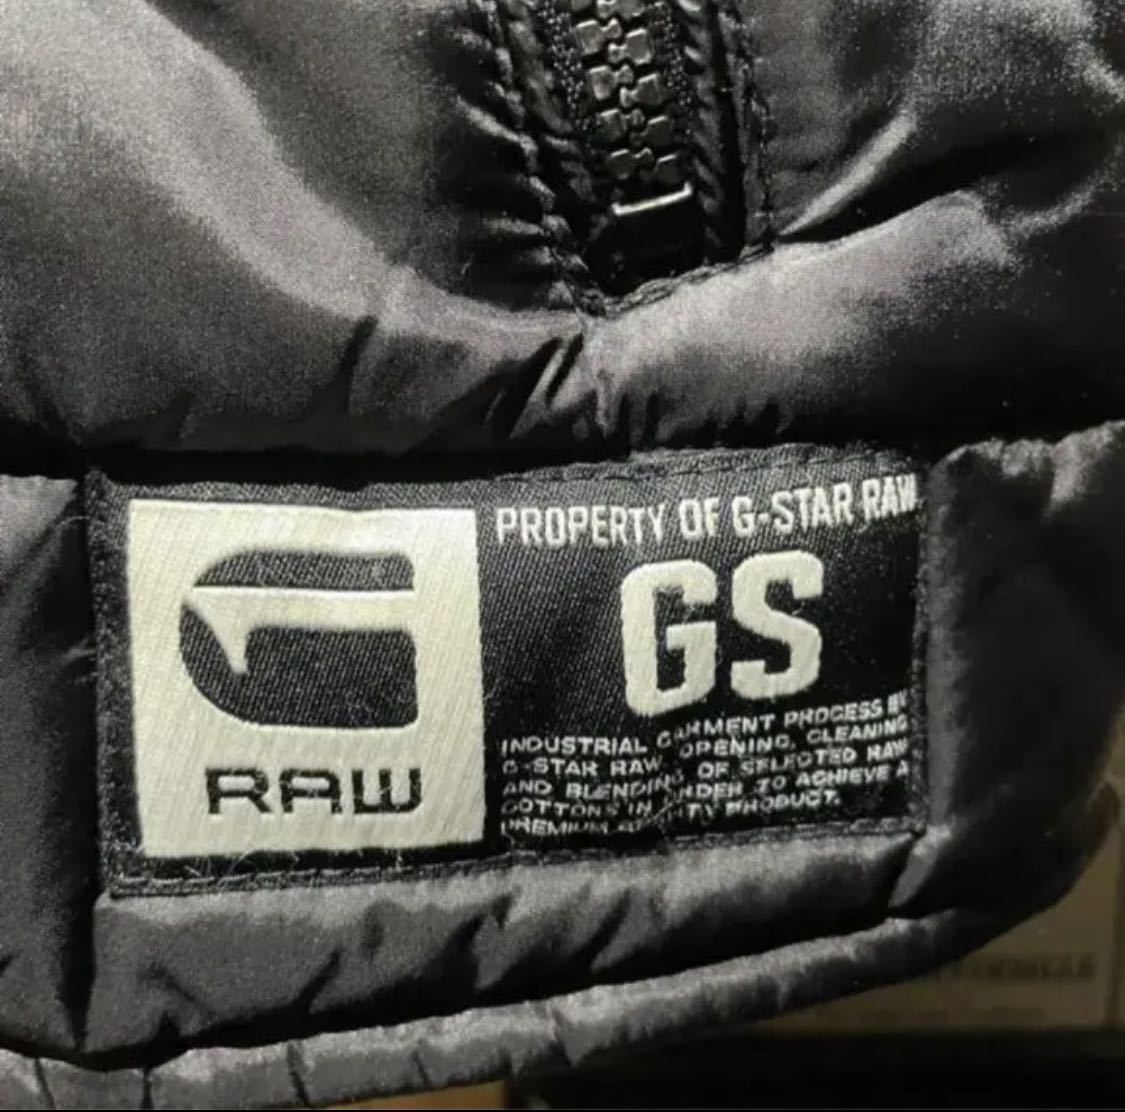 RAW
PROPERTY OF G-STAR RAW
GS
INDUSTRIAL GARMENT PROCESS BY
G-STAR RAW OPENING, CLEANING
AND BLENDING OF SELECTED RAW
COTTONS IN ORDER TO ACHIEVE A
PREMIUM QUALITY PRODUCT.